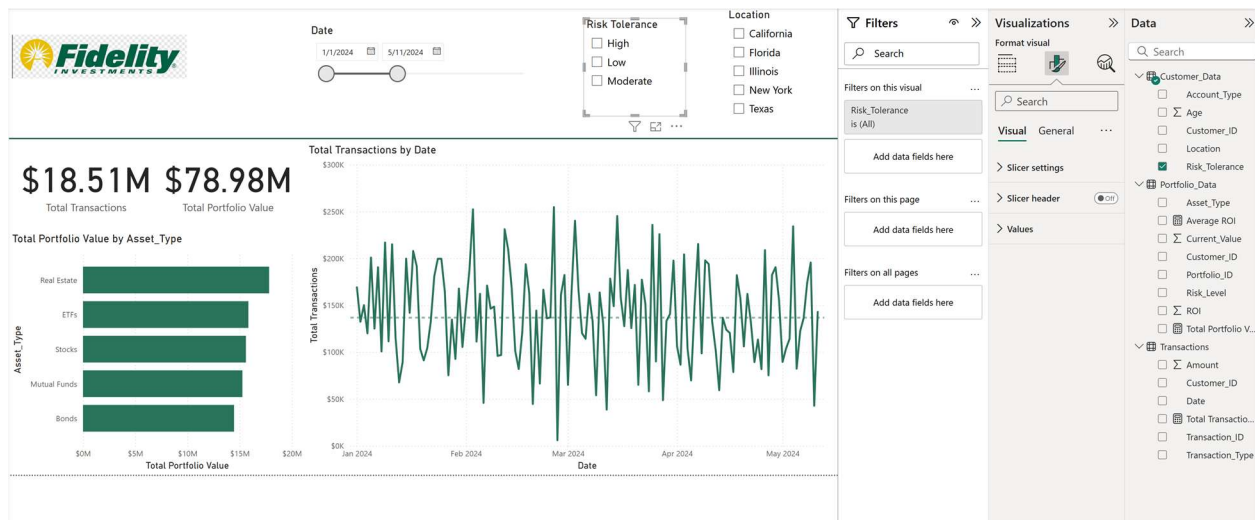 Fidelity
INVESTMENTS
Date
1/1/2024
5/11/2024
Risk Tolerance
High
Low
Moderate
Location
California
Florida
Illinois
New York
Texas
$18.51M
Total Transactions
$78.98M
Total Portfolio Value
Total Portfolio Value by Asset_Type
Asset_Type
Real Estate
ETFs
Stocks
Mutual Funds
Bonds
$0M
$5M
$10M
$15M
$20M
Total Portfolio Value
Total Transactions by Date
Total Transactions
$300K
$250K
$200K
$150K
$100K
$50K
$0K
Jan 2024
Feb 2024
Mar 2024
Apr 2024
May 2024
Date
Filters
Search
Filters on this visual
...
Risk_Tolerance
is (All)
Add data fields here
Filters on this page
...
Add data fields here
Filters on all pages
...
Add data fields here
Visualizations
Format visual
Search
Visual
General
...
Slicer settings
Slicer header
Off
Values
Data
Search
Customer_Data
Account_Type
Age
Customer_ID
Location
Risk_Tolerance
Portfolio_Data
Asset_Type
Average ROI
Current_Value
Customer_ID
Portfolio_ID
Risk_Level
ROI
Total Portfolio V...
Transactions
Amount
Customer_ID
Date
Total Transactio...
Transaction_ID
Transaction_Type